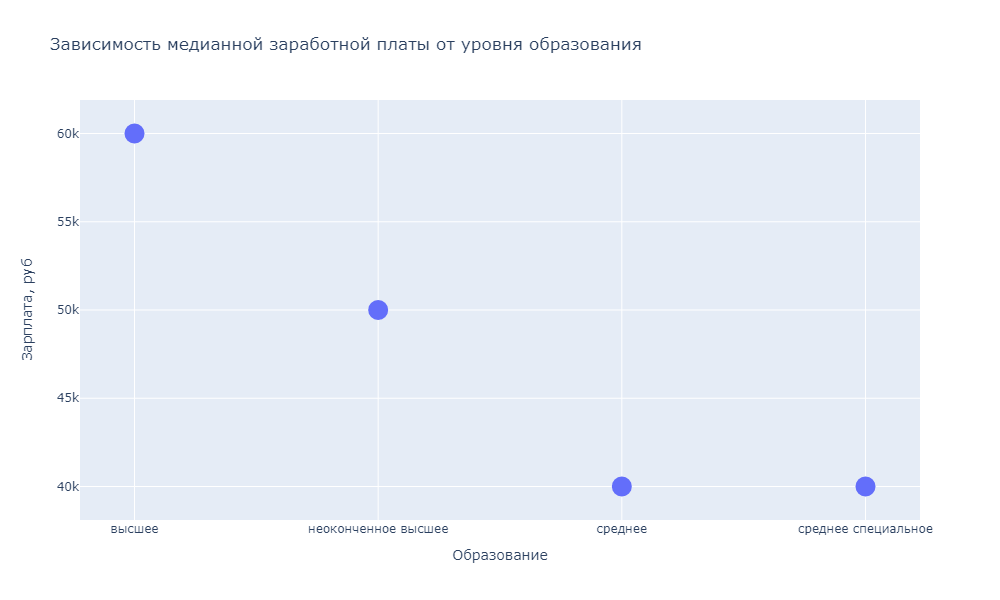 Зависимость медианной заработной платы от уровня образования
60k
55k
50k
45k
40k
Зарплата, руб
высшее
неоконченное высшее
среднее
среднее специальное
Образование